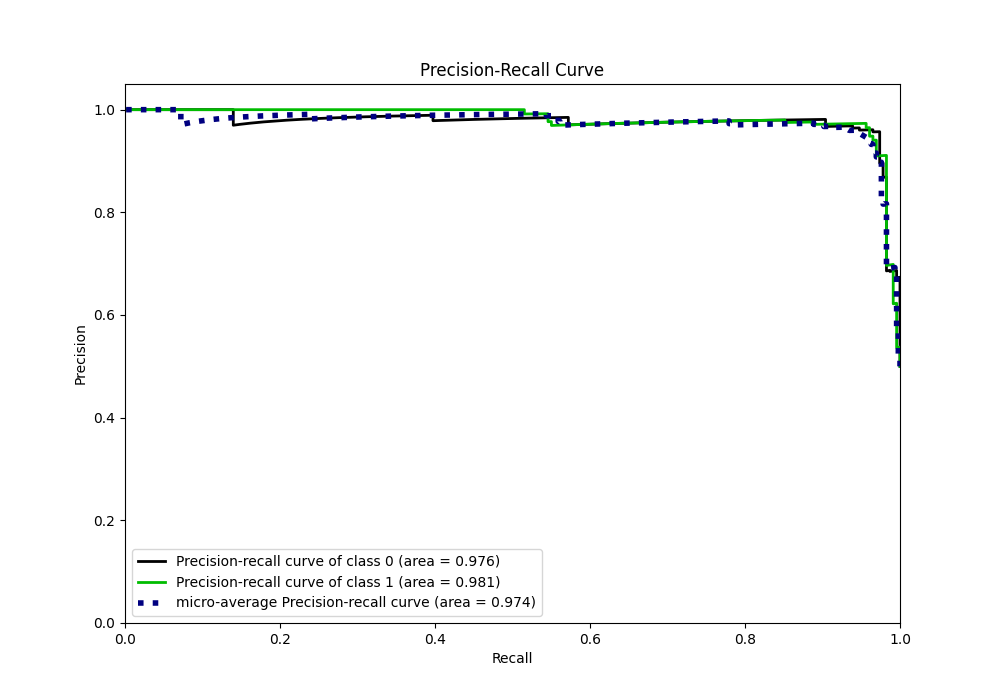 Precision-Recall Curve
1.0
0.8
0.6
0.4
0.2
0.0
Precision
Precision-recall curve of class 0 (area = 0.976)
Precision-recall curve of class 1 (area = 0.981)
micro-average Precision-recall curve (area = 0.974)
0.0 0.2 0.4 0.6 0.8 1.0
Recall